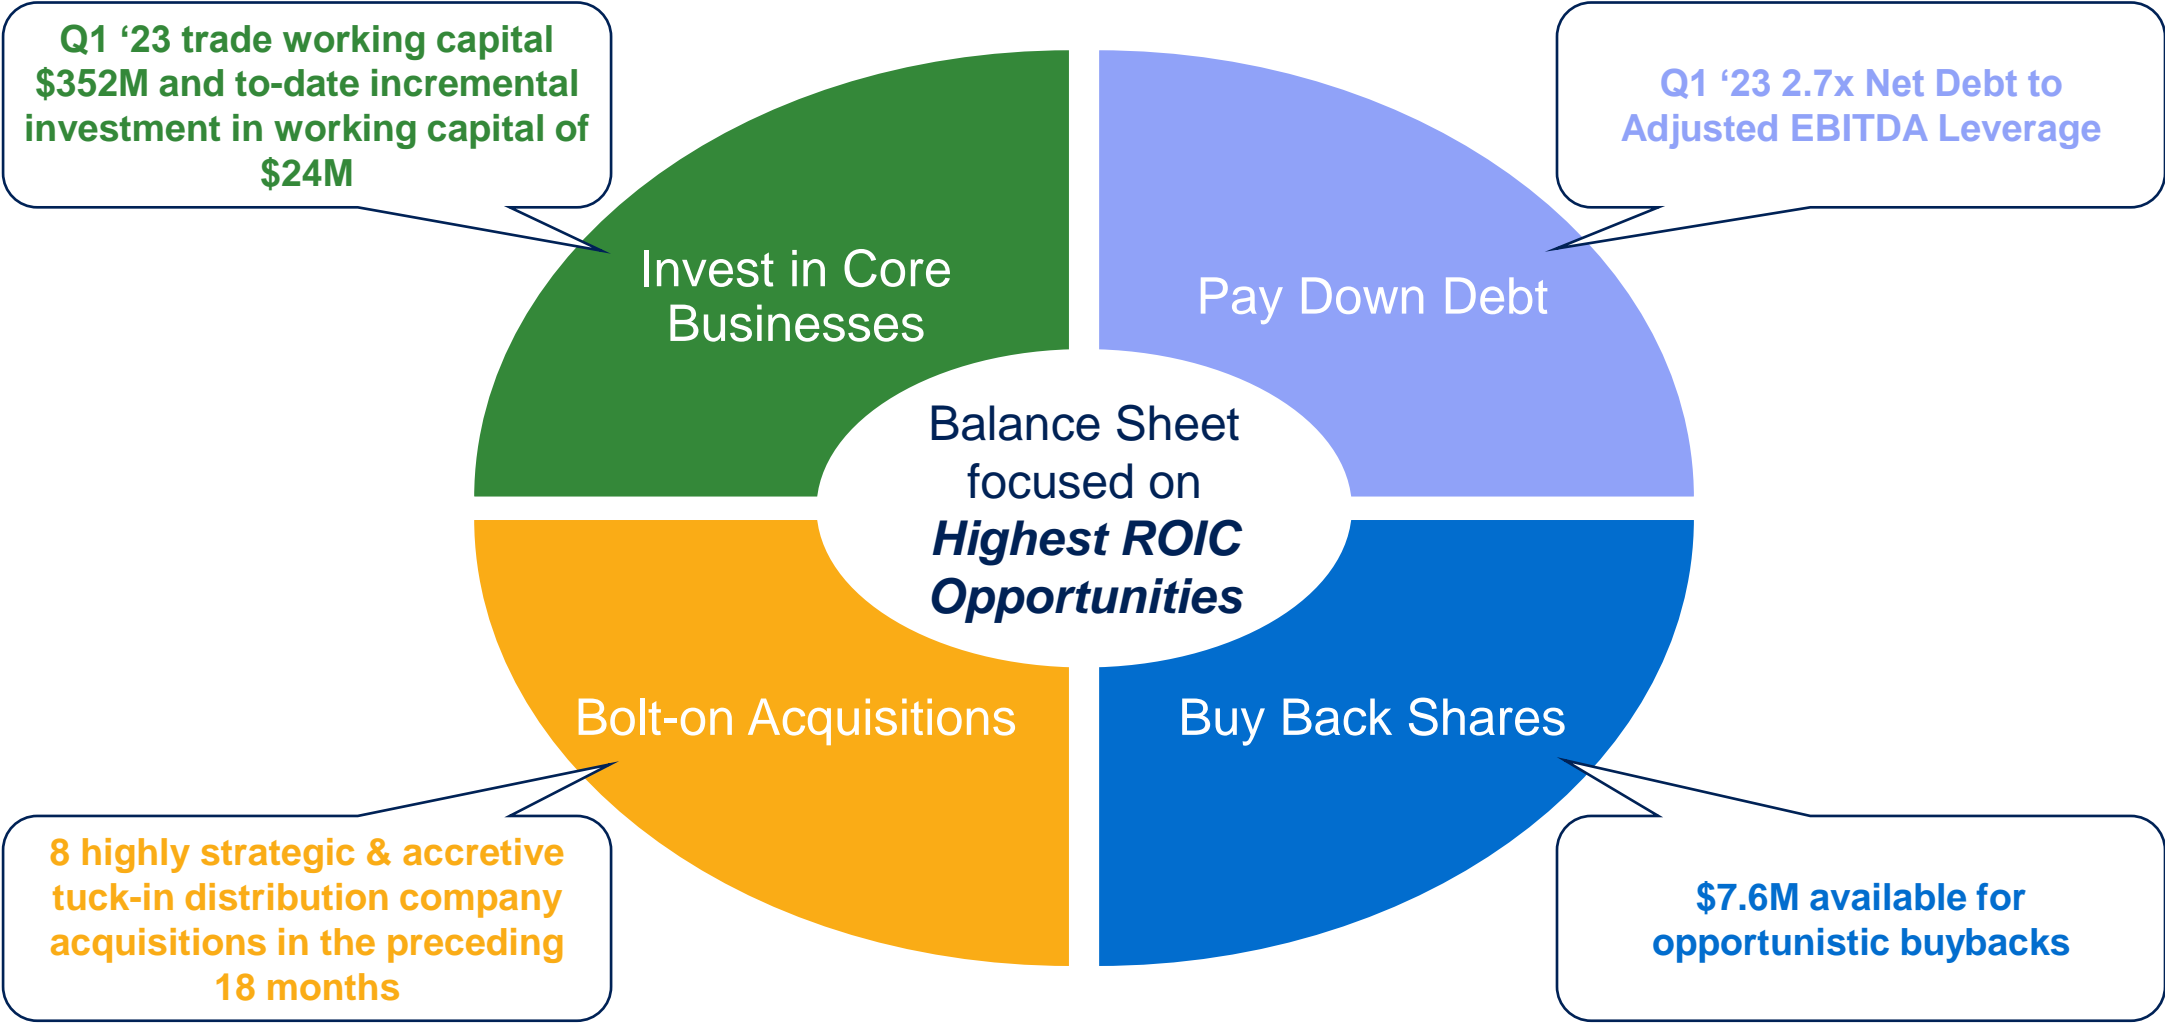 Q1 ‘23 trade working capital
$352M and to-date incremental
investment in working capital of
$24M
Q1 ‘23 2.7x Net Debt to
Adjusted EBITDA Leverage
Invest in Core
Businesses
Pay Down Debt
Balance Sheet
focused on
Highest ROIC
Opportunities
Bolt-on Acquisitions
Buy Back Shares
8 highly strategic & accretive
tuck-in distribution company
acquisitions in the preceding
18 months
$7.6M available for
opportunistic buybacks